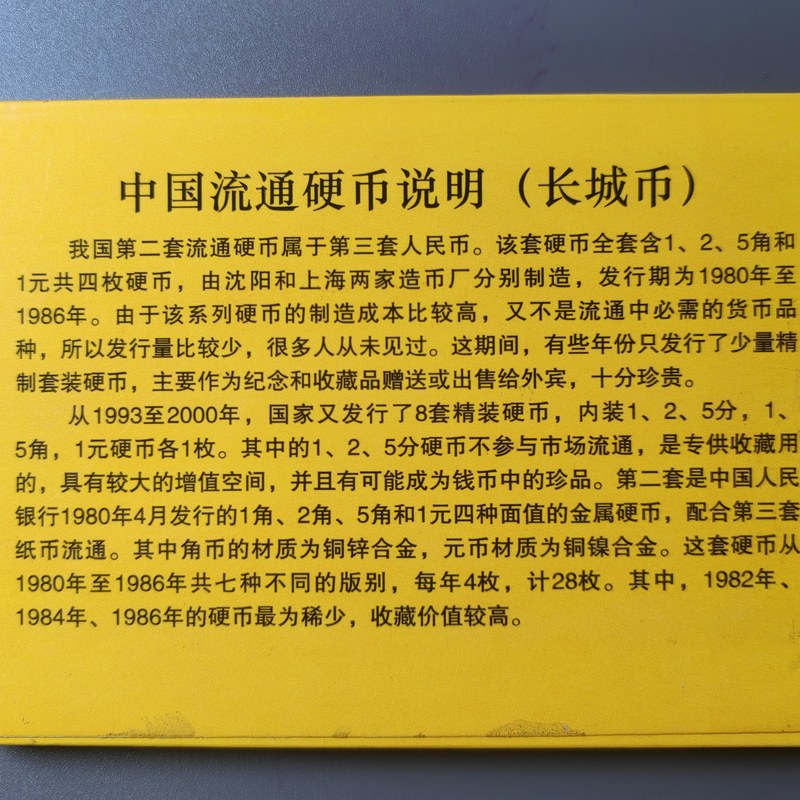 中国流通硬币说明（长城币）
我国第二套流通硬币属于第三套人民币。该套硬币全套含1、2、5角和
1元共四枚硬币，由沈阳和上海两家造币厂分别制造，发行期为1980年至
1986年。由于该系列硬币的制造成本比较高，又不是流通中必需的货币品
种，所以发行量比较少，很多人从未见过。这期间，有些年份只发行了少量精
制套装硬币，主要作为纪念和收藏品赠送或出售给外宾，十分珍贵。
从1993至2000年，国家又发行了8套精装硬币，内装1、2、5分，1、
5角，1元硬币各1枚。其中的1、2、5分硬币不参与市场流通，是专供收藏用
的，具有较大的增值空间，并且有可能成为钱币中的珍品。第二套是中国人民
银行1980年4月发行的1角、2角、5角和1元四种面值的金属硬币，配合第三套
纸币流通。其中角币的材质为铜锌合金，元币材质为铜镍合金。这套硬币从
1980年至1986年共七种不同的版别，每年4枚，计28枚。其中，1982年、
1984年、1986年的硬币最为稀少，收藏价值较高。